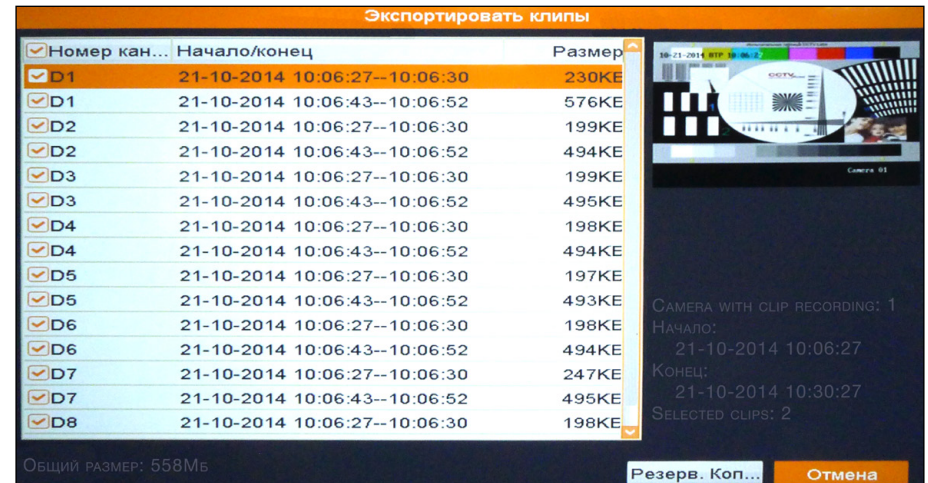 Экспортировать клипы
Номер кан... Начало/конец Размер
D1 21-10-2014 10:06:27--10:06:30 230KE
D1 21-10-2014 10:06:43--10:06:52 576KE
D2 21-10-2014 10:06:27--10:06:30 199KE
D2 21-10-2014 10:06:43--10:06:52 494KE
D3 21-10-2014 10:06:27--10:06:30 199KE
D3 21-10-2014 10:06:43--10:06:52 495KE
D4 21-10-2014 10:06:27--10:06:30 198KE
D4 21-10-2014 10:06:43--10:06:52 494KE
D5 21-10-2014 10:06:27--10:06:30 197KE
D5 21-10-2014 10:06:43--10:06:52 493KE
D6 21-10-2014 10:06:27--10:06:30 198KE
D6 21-10-2014 10:06:43--10:06:52 494KE
D7 21-10-2014 10:06:27--10:06:30 247KE
D7 21-10-2014 10:06:43--10:06:52 495KE
D8 21-10-2014 10:06:27--10:06:30 198KE
10-21-2014 ВТР
CCTV
Camera 01
Camera with clip recording: 1
Начало:
21-10-2014 10:06:27
Конец:
21-10-2014 10:30:27
Selected clips: 2
Общий размер: 558Мб
Резерв. Коп...
Отмена